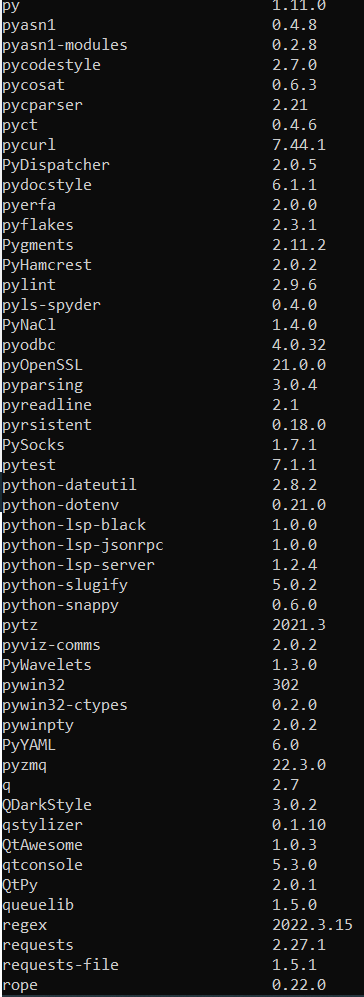 py 1.11.0
pyasn1 0.4.8
pyasn1-modules 0.2.8
pycodestyle 2.7.0
pycosat 0.6.3
pycparser 2.21
pyct 0.4.6
pycurl 7.44.1
PyDispatcher 2.0.5
pydocstyle 6.1.1
pyerfa 2.0.0
pyflakes 2.3.1
Pygments 2.11.2
PyHamcrest 2.0.2
pylint 2.9.6
pyls-spyder 0.4.0
PyNaCl 1.4.0
pyodbc 4.0.32
pyOpenSSL 21.0.0
pyparsing 3.0.4
pyreadline 2.1
pyrsistent 0.18.0
PySocks 1.7.1
pytest 7.1.1
python-dateutil 2.8.2
python-dotenv 0.21.0
python-lsp-black 1.0.0
python-lsp-jsonrpc 1.0.0
python-lsp-server 1.2.4
python-slugify 5.0.2
python-snappy 0.6.0
pytz 2021.3
pyviz-comms 2.0.2
PyWavelets 1.3.0
pywin32 302
pywin32-ctypes 0.2.0
pywinpty 2.0.2
PyYAML 6.0
pyzmq 22.3.0
q 2.7
QDarkStyle 3.0.2
qstylizer 0.1.10
QtAwesome 1.0.3
qtconsole 5.3.0
QtPy 2.0.1
queuelib 1.5.0
regex 2022.3.15
requests 2.27.1
requests-file 1.5.1
rope 0.22.0